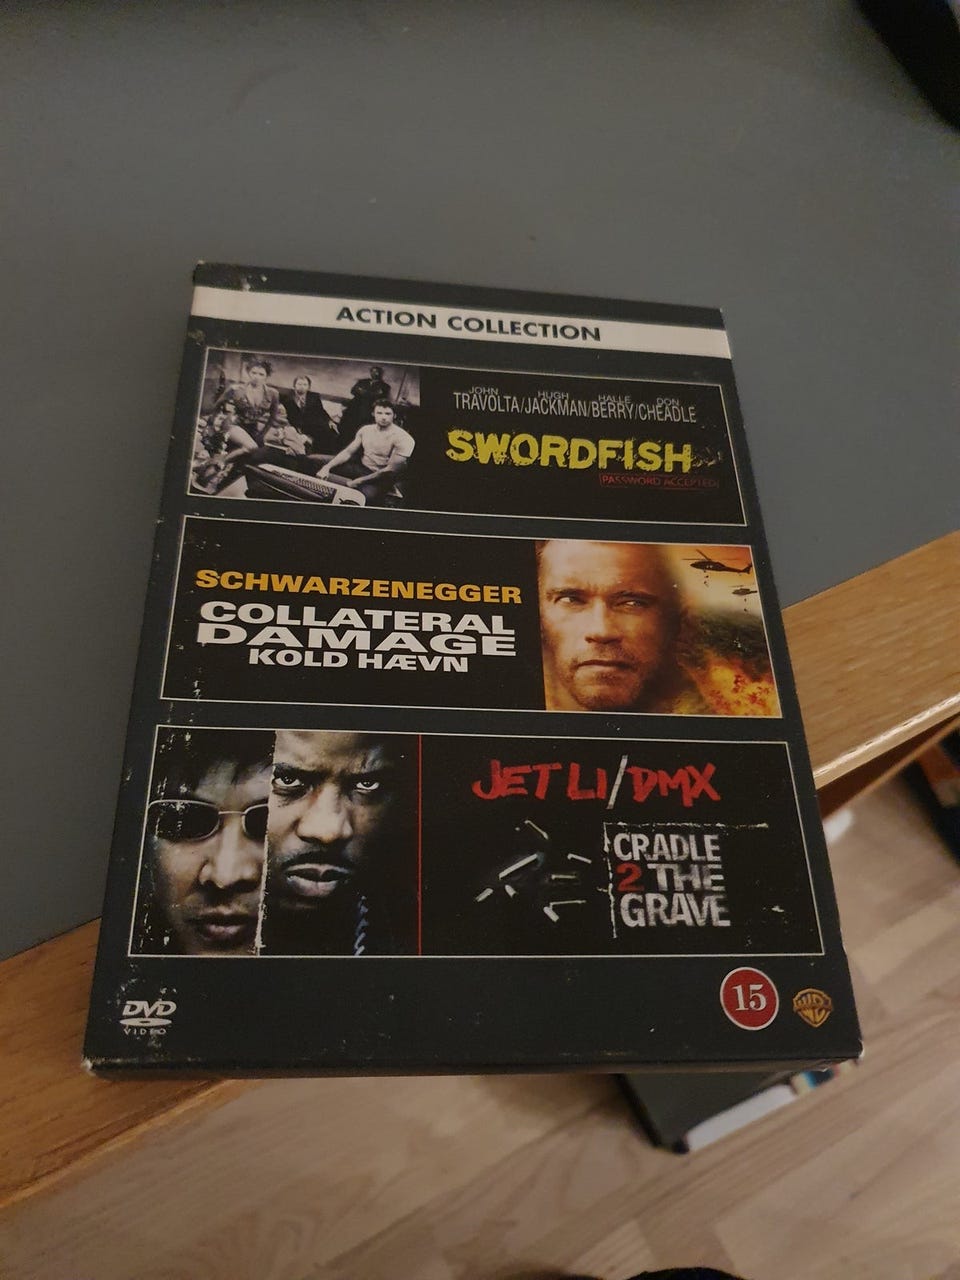 ACTION COLLECTION
JOHN HUGH HALLE DON
TRAVOLTA/JACKMAN/BERRY/CHEADLE
SWORDFISH
PASSWORD ACCEPTED
SCHWARZENEGGER
COLLATERAL
DAMAGE
KOLD HÆVN
JET LI/DMX
CRADLE
2 THE
GRAVE
DVD
VIDEO
15
WB